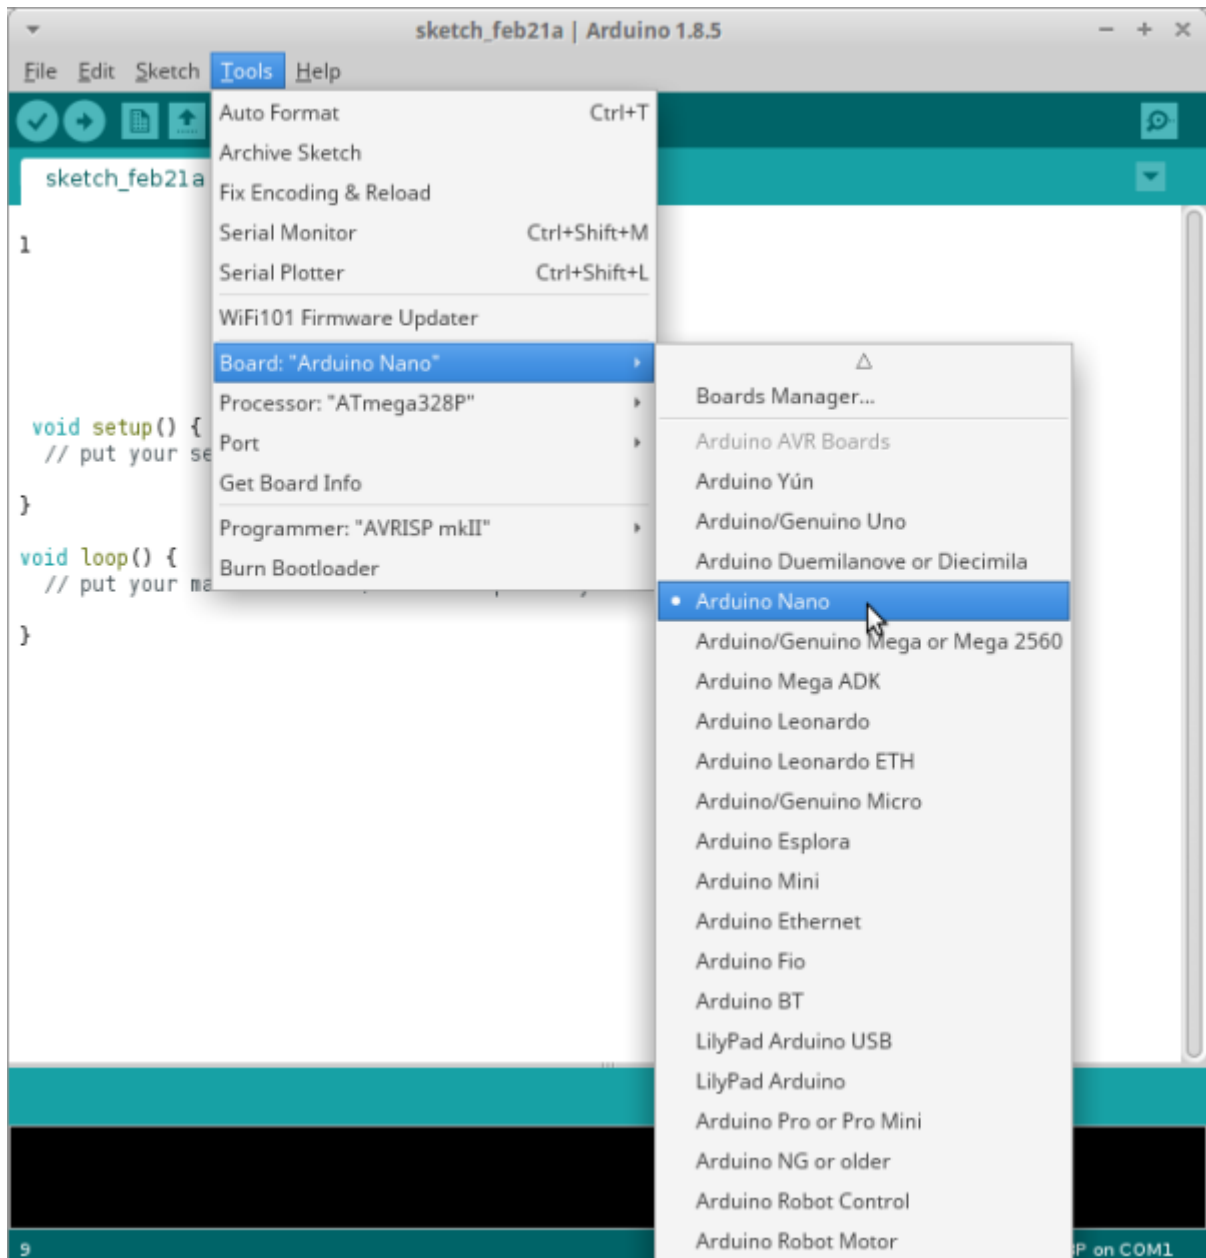 sketch_feb21a | Arduino 1.8.5
File Edit Sketch Tools Help
sketch_feb21a
Auto Format Ctrl+T
Archive Sketch
Fix Encoding & Reload
Serial Monitor Ctrl+Shift+M
Serial Plotter Ctrl+Shift+L
WiFi101 Firmware Updater
Board: "Arduino Nano"
Processor: "ATmega328P"
Port
Get Board Info
Programmer: "AVRISP mkII"
Burn Bootloader
Boards Manager...
Arduino AVR Boards
Arduino Yún
Arduino/Genuino Uno
Arduino Duemilanove or Diecimila
Arduino Nano
Arduino/Genuino Mega or Mega 2560
Arduino Mega ADK
Arduino Leonardo
Arduino Leonardo ETH
Arduino/Genuino Micro
Arduino Esplora
Arduino Mini
Arduino Ethernet
Arduino Fio
Arduino BT
LilyPad Arduino USB
LilyPad Arduino
Arduino Pro or Pro Mini
Arduino NG or older
Arduino Robot Control
Arduino Robot Motor
l
void setup() {
// put your se
}
void loop() {
// put your ma
}
9
P on COM1